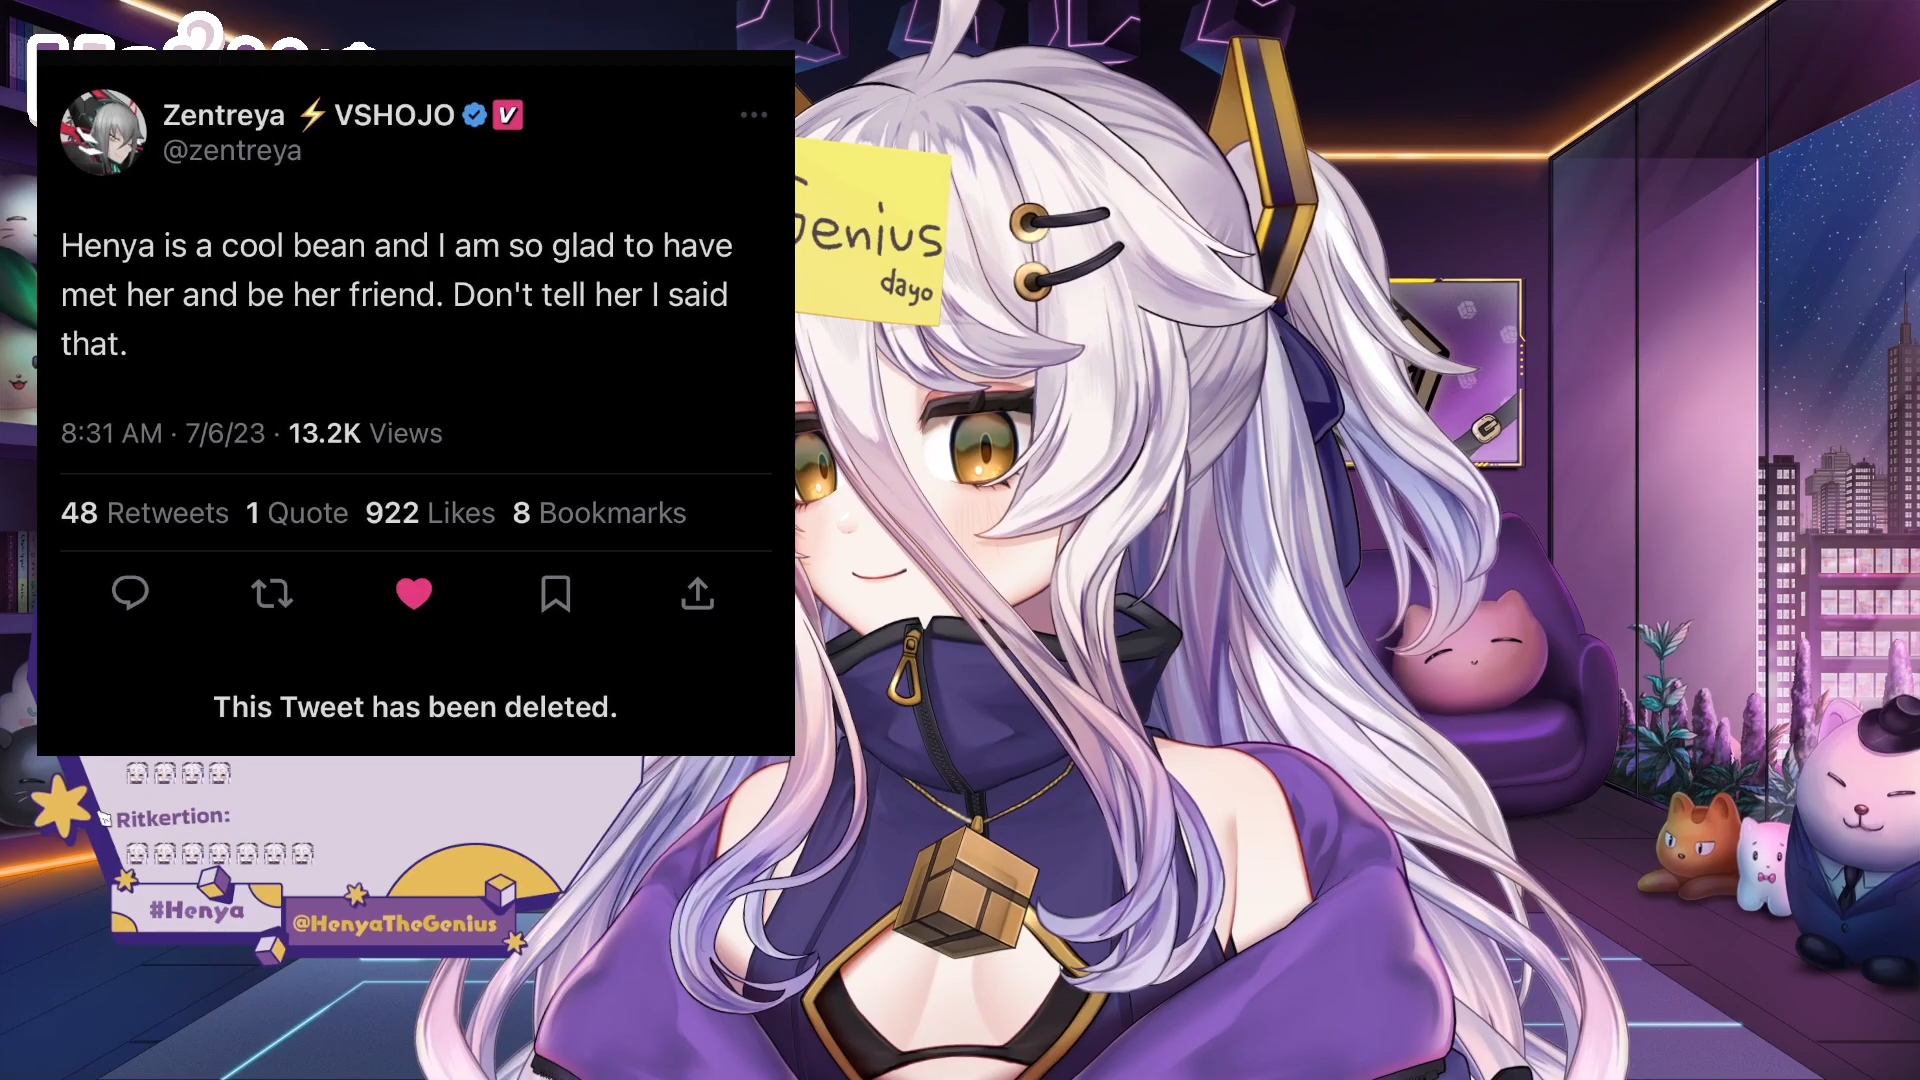 Zentreya ⚡ VSHOJO
@zentreya
Henya is a cool bean and I am so glad to have
met her and be her friend. Don't tell her I said
that.
8:31 AM · 7/6/23 · 13.2K Views
48 Retweets 1 Quote 922 Likes 8 Bookmarks
This Tweet has been deleted.
Genius
dayo
Ritkertion:
#Henya
@HenyaTheGenius